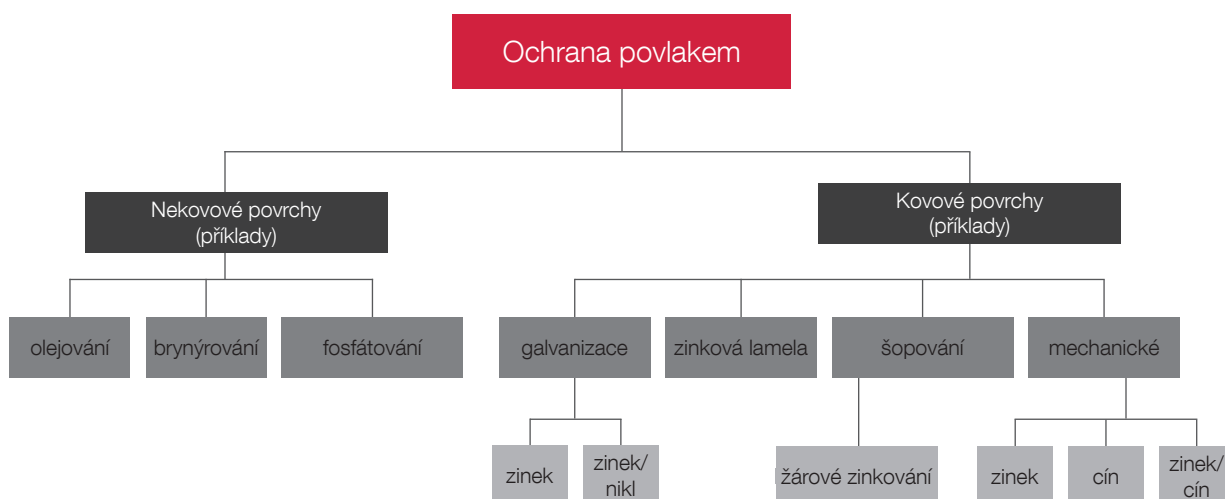 Ochrana povlakem
Nekovové povrchy
(příklady)
Kovové povrchy
(příklady)
olejování
brynýrování
fosfátování
galvanizace
zinková lamela
šopování
mechanické
zinek
zinek/
nikl
žárové zinkování
zinek
cín
zinek/
cín